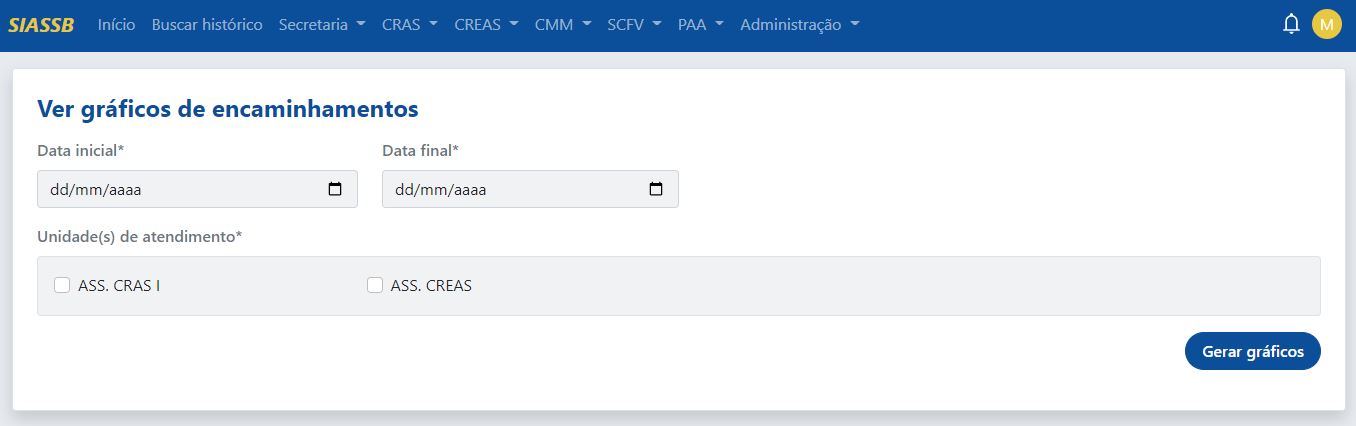 SIASSB Início Buscar histórico Secretaria CRAS CREAS CMM SCFV PAA Administração M
Ver gráficos de encaminhamentos
Data inicial* Data final*
dd/mm/aaaa dd/mm/aaaa
Unidade(s) de atendimento*
ASS. CRAS I ASS. CREAS
Gerar gráficos